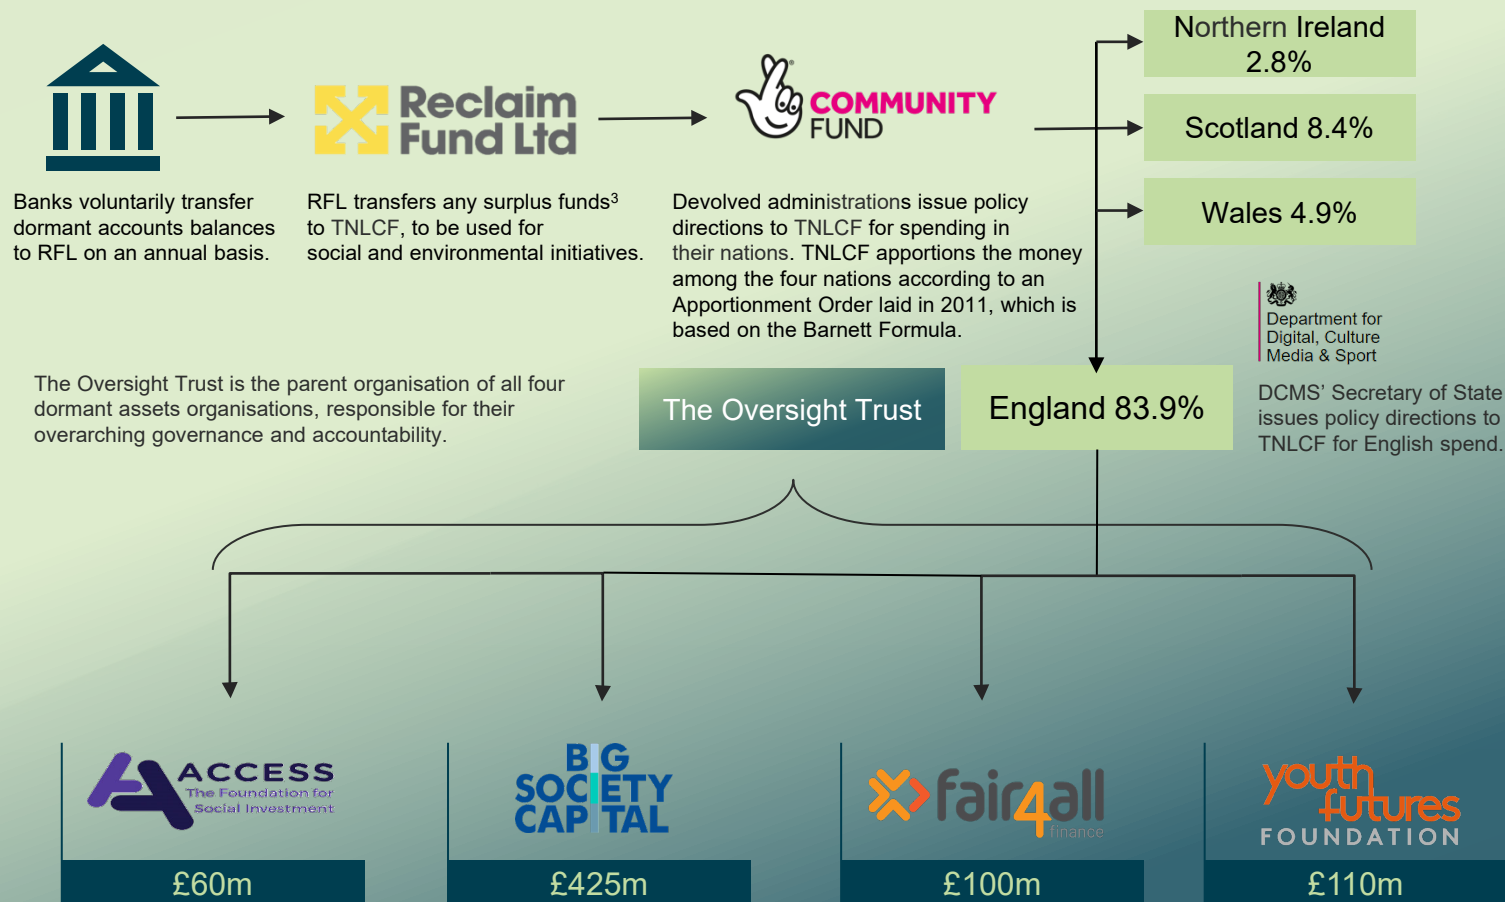 Northern Ireland
2.8%
Reclaim
Fund Ltd
COMMUNITY
FUND
Scotland 8.4%
Wales 4.9%
Banks voluntarily transfer
dormant accounts balances
to RFL on an annual basis.
RFL transfers any surplus funds³
to TNLCF, to be used for
social and environmental initiatives.
Devolved administrations issue policy
directions to TNLCF for spending in
their nations. TNLCF apportions the money
among the four nations according to an
Apportionment Order laid in 2011, which is
based on the Barnett Formula.
Department for
Digital, Culture
Media & Sport
The Oversight Trust is the parent organisation of all four
dormant assets organisations, responsible for their
overarching governance and accountability.
The Oversight Trust
England 83.9%
DCMS’ Secretary of State
issues policy directions to
TNLCF for English spend.
ACCESS
The Foundation for
Social Investment
BIG
SOCIETY
CAPITAL
fair4all
finance
youth
futures
FOUNDATION
£60m
£425m
£100m
£110m